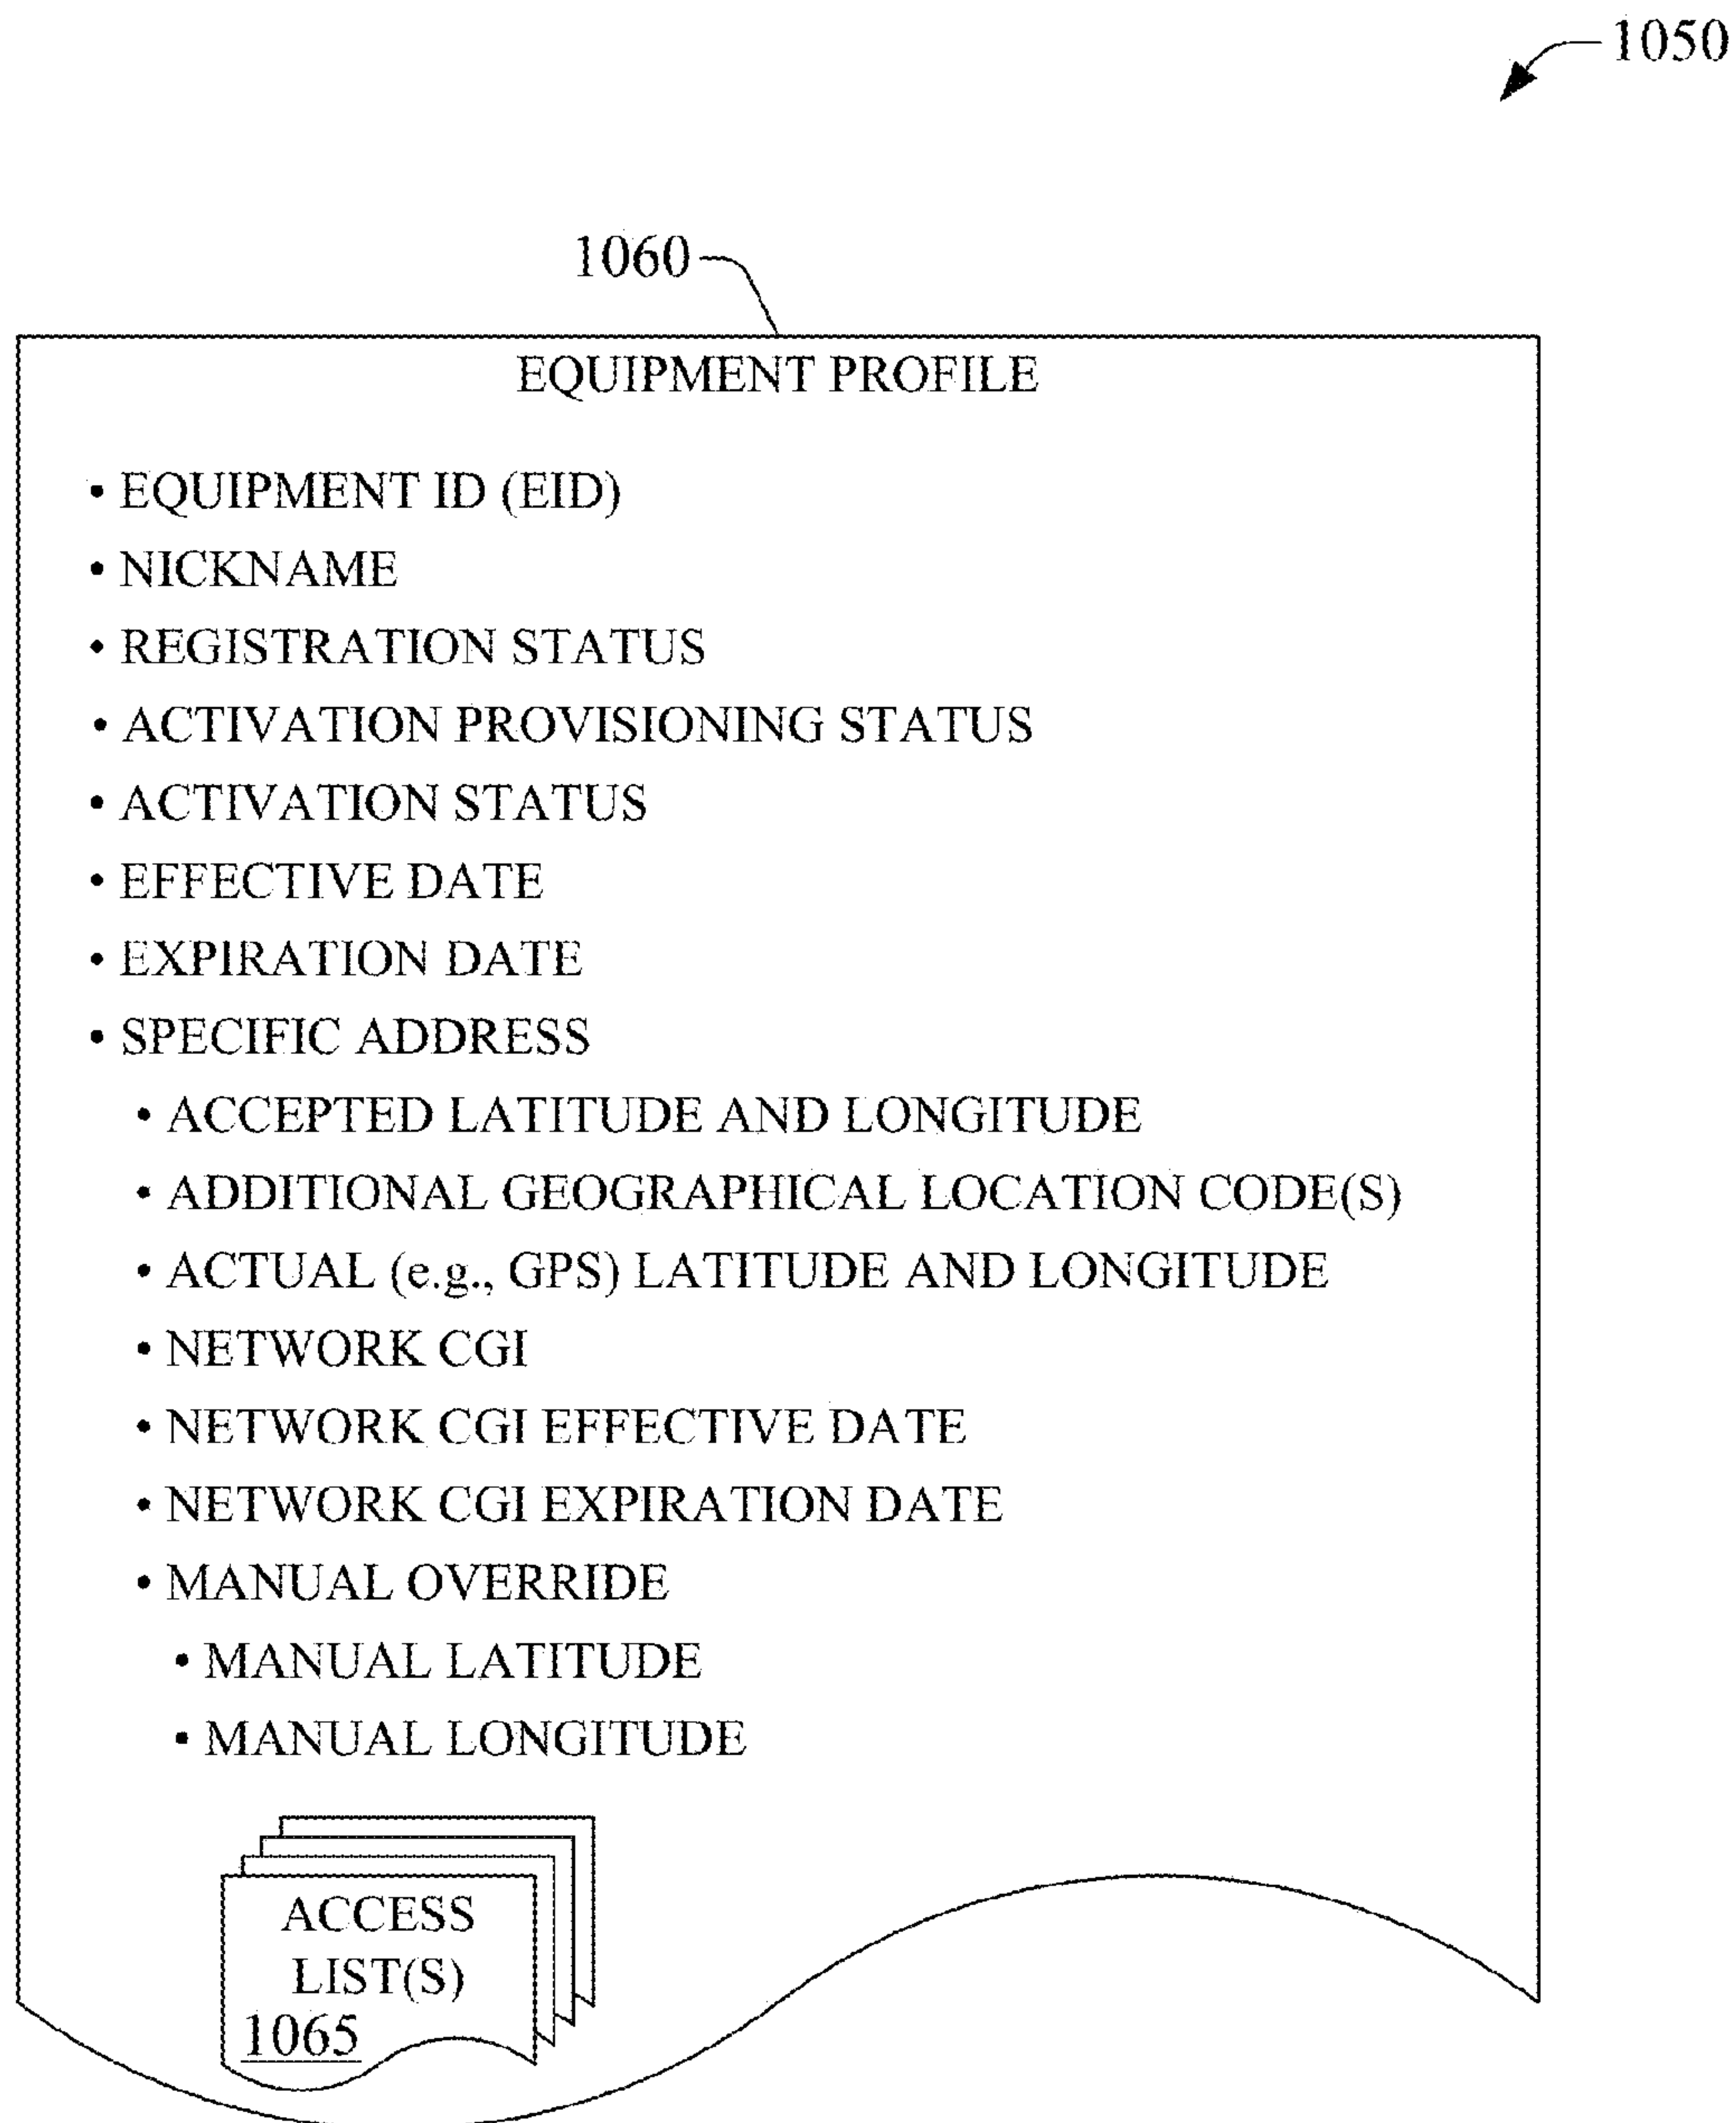 1050
1060
EQUIPMENT PROFILE
• EQUIPMENT ID (EID)
• NICKNAME
• REGISTRATION STATUS
• ACTIVATION PROVISIONING STATUS
• ACTIVATION STATUS
• EFFECTIVE DATE
• EXPIRATION DATE
• SPECIFIC ADDRESS
• ACCEPTED LATITUDE AND LONGITUDE
• ADDITIONAL GEOGRAPHICAL LOCATION CODE(S)
• ACTUAL (e.g., GPS) LATITUDE AND LONGITUDE
• NETWORK CGI
• NETWORK CGI EFFECTIVE DATE
• NETWORK CGI EXPIRATION DATE
• MANUAL OVERRIDE
• MANUAL LATITUDE
• MANUAL LONGITUDE
ACCESS
LIST(S)
1065